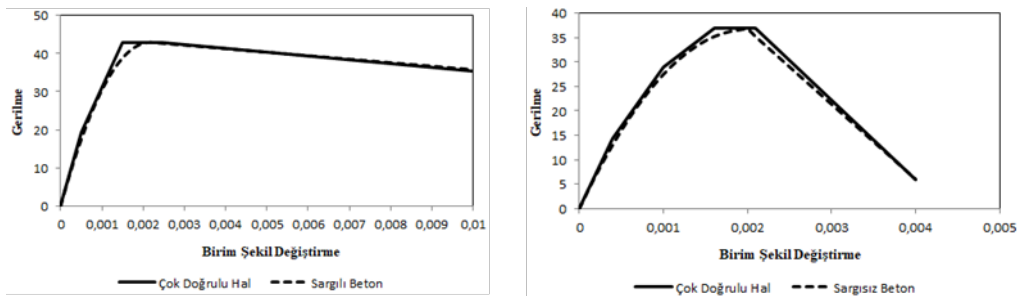 50
40
30
20
10
0
Gerilme
0 0,001 0,002 0,003 0,004 0,005 0,006 0,007 0,008 0,009 0,01
Birim Şekil Değiştirme
Çok Doğrulu Hal Sargılı Beton
40
35
30
25
20
15
10
5
0
Gerilme
0 0,001 0,002 0,003 0,004 0,005
Birim Şekil Değiştirme
Çok Doğrulu Hal Sargısız Beton